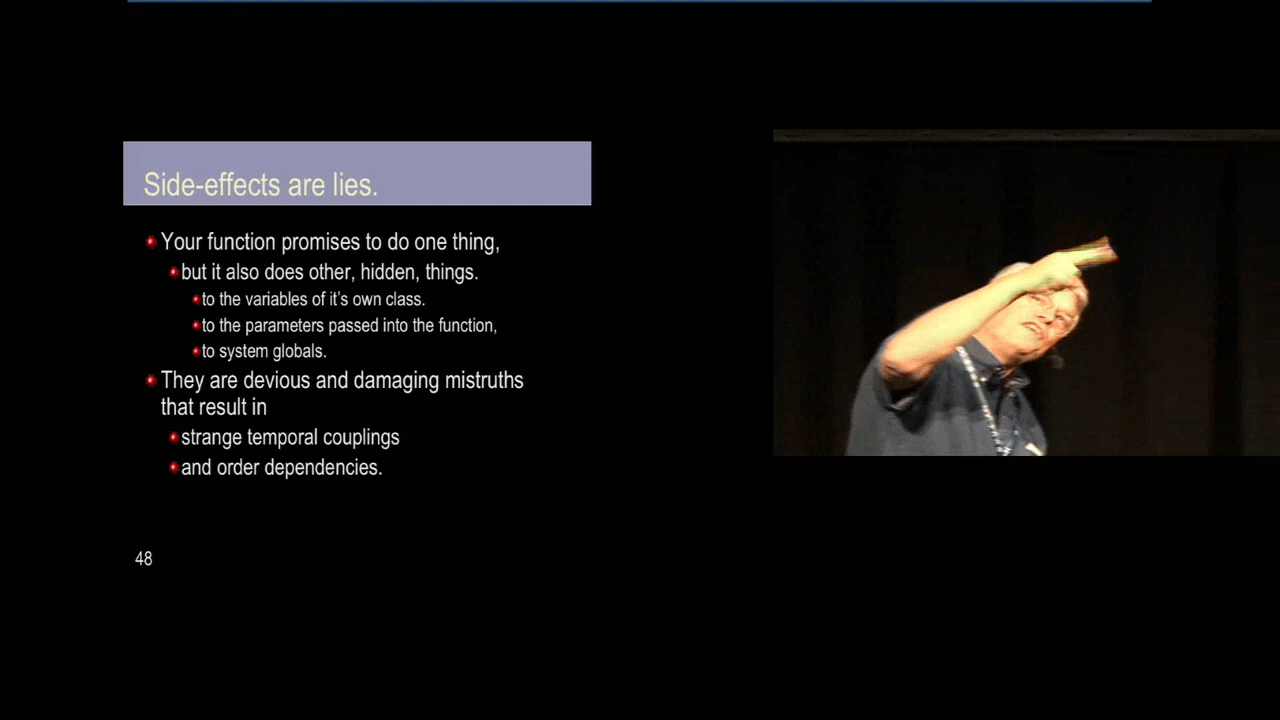 Side-effects are lies.
Your function promises to do one thing,
but it also does other, hidden, things.
to the variables of it's own class.
to the parameters passed into the function,
to system globals.
They are devious and damaging mistruths
that result in
strange temporal couplings
and order dependencies.
48